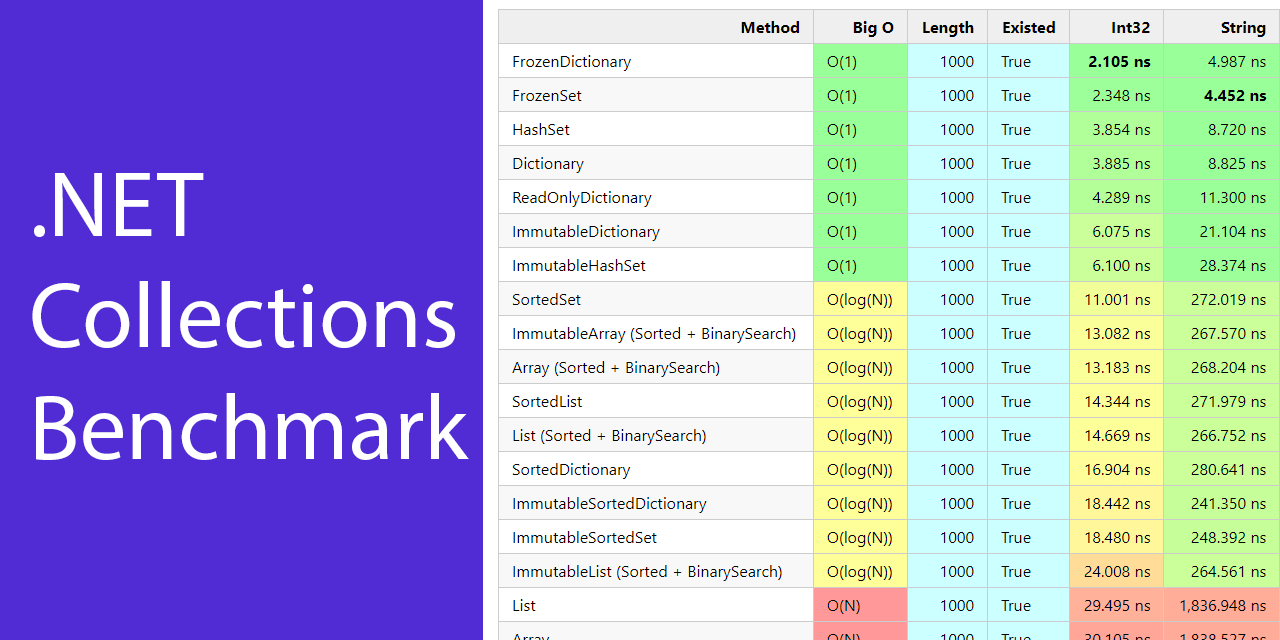 .NET
Collections
Benchmark
Method Big O Length Existed Int32 String
FrozenDictionary O(1) 1000 True 2.105 ns 4.987 ns
FrozenSet O(1) 1000 True 2.348 ns 4.452 ns
HashSet O(1) 1000 True 3.854 ns 8.720 ns
Dictionary O(1) 1000 True 3.885 ns 8.825 ns
ReadOnlyDictionary O(1) 1000 True 4.289 ns 11.300 ns
ImmutableDictionary O(1) 1000 True 6.075 ns 21.104 ns
ImmutableHashSet O(1) 1000 True 6.100 ns 28.374 ns
SortedSet O(log(N)) 1000 True 11.001 ns 272.019 ns
ImmutableArray (Sorted + BinarySearch) O(log(N)) 1000 True 13.082 ns 267.570 ns
Array (Sorted + BinarySearch) O(log(N)) 1000 True 13.183 ns 268.204 ns
SortedList O(log(N)) 1000 True 14.344 ns 271.979 ns
List (Sorted + BinarySearch) O(log(N)) 1000 True 14.669 ns 266.752 ns
SortedDictionary O(log(N)) 1000 True 16.904 ns 280.641 ns
ImmutableSortedDictionary O(log(N)) 1000 True 18.442 ns 241.350 ns
ImmutableSortedSet O(log(N)) 1000 True 18.480 ns 248.392 ns
ImmutableList (Sorted + BinarySearch) O(log(N)) 1000 True 24.008 ns 264.561 ns
List O(N) 1000 True 29.495 ns 1,836.948 ns
Array O(N) 1000 True 30.105 ns 1,838.527 ns